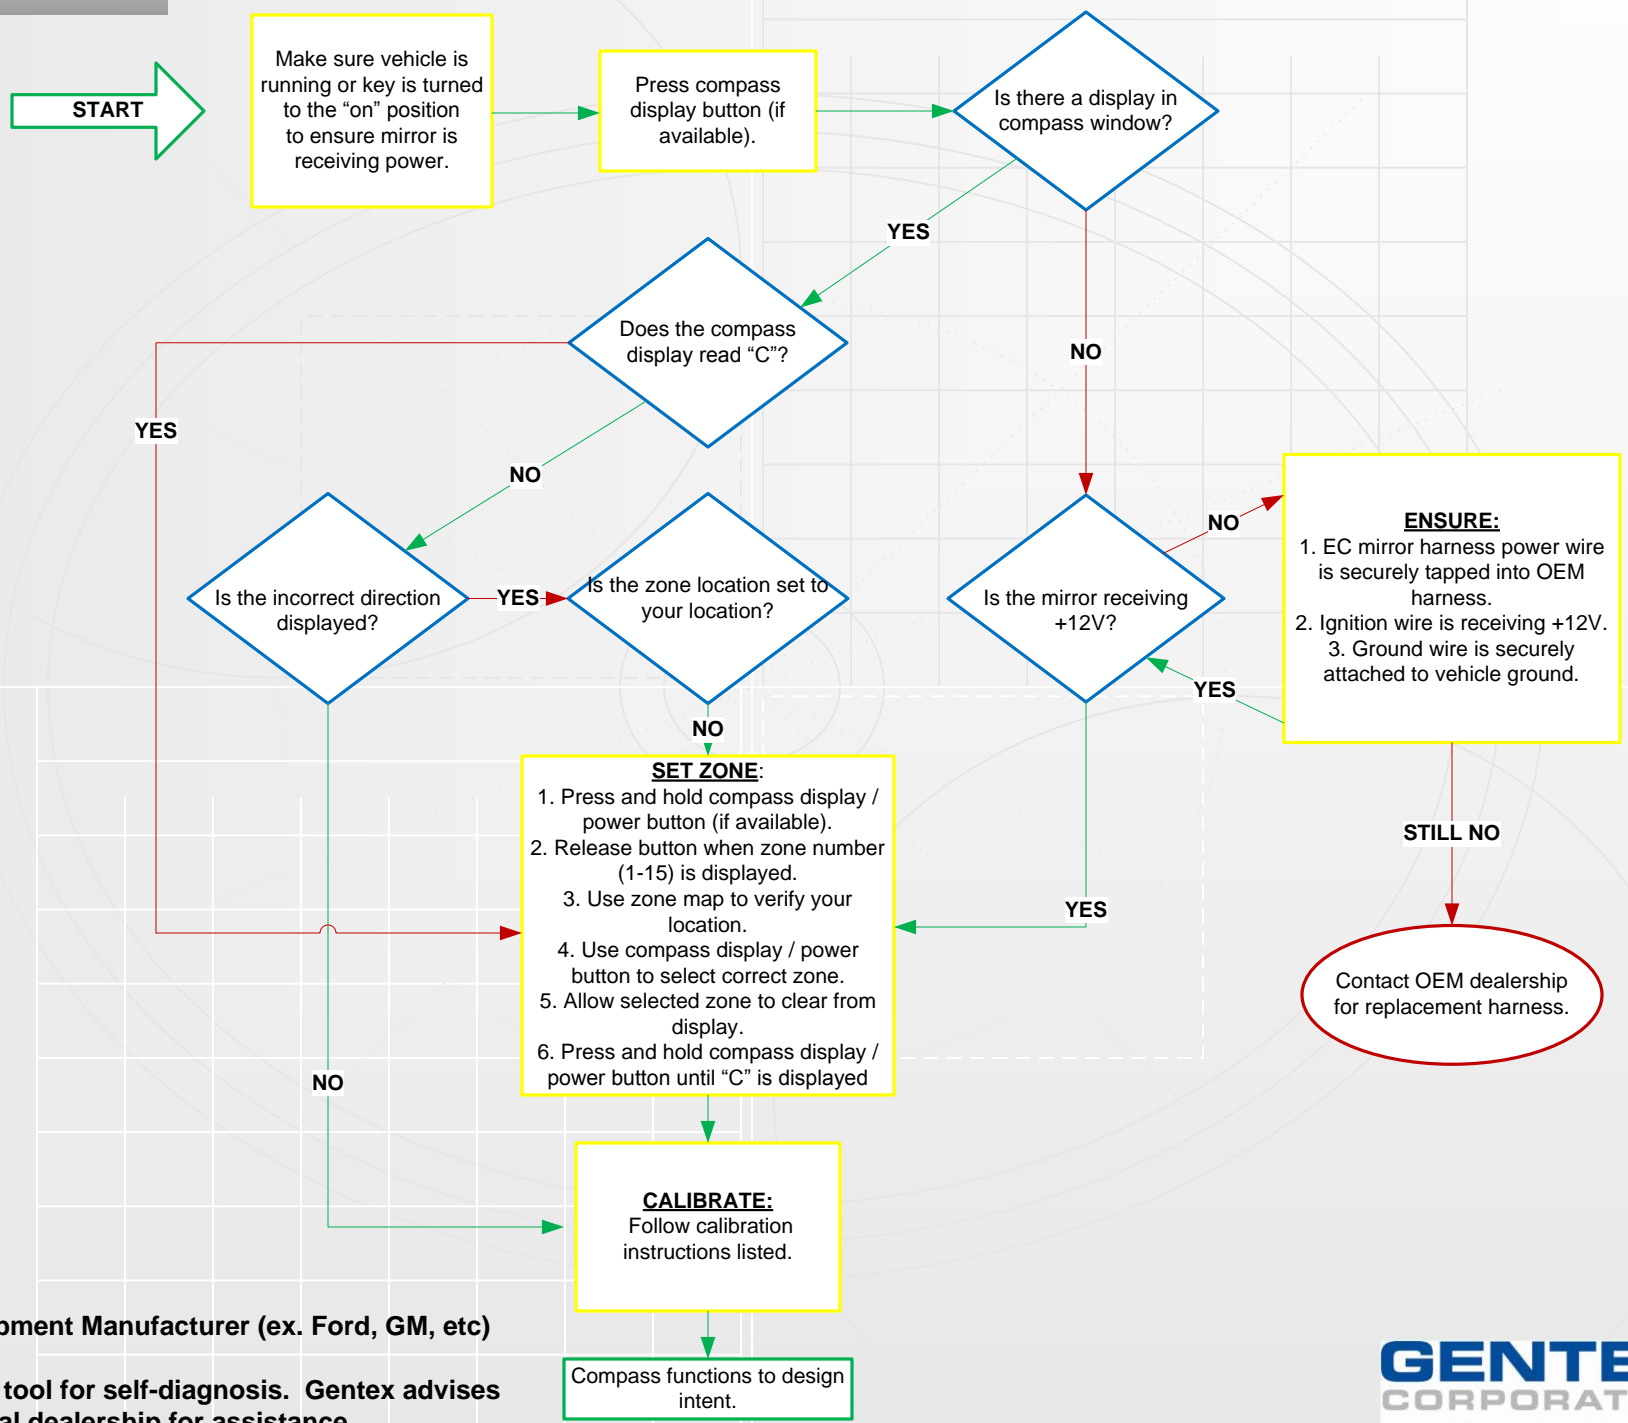 START
Make sure vehicle is
running or key is turned
to the “on” position
to ensure mirror is
receiving power.
Press compass
display button (if
available).
Is there a display in
compass window?
YES
NO
Does the compass
display read “C”?
YES
NO
Is the incorrect direction
displayed?
YES
Is the zone location set to
your location?
Is the mirror receiving
+12V?
NO
ENSURE:
1. EC mirror harness power wire
is securely tapped into OEM
harness.
2. Ignition wire is receiving +12V.
3. Ground wire is securely
attached to vehicle ground.
YES
NO
SET ZONE:
1. Press and hold compass display /
power button (if available).
2. Release button when zone number
(1-15) is displayed.
3. Use zone map to verify your
location.
4. Use compass display / power
button to select correct zone.
5. Allow selected zone to clear from
display.
6. Press and hold compass display /
power button until “C” is displayed
STILL NO
YES
Contact OEM dealership
for replacement harness.
NO
CALIBRATE:
Follow calibration
instructions listed.
Compass functions to design
intent.
Manufacturer (ex. Ford, GM, etc)
tool for self-diagnosis. Gentex advises
dealership for assistance
GENTE
CORPORAT